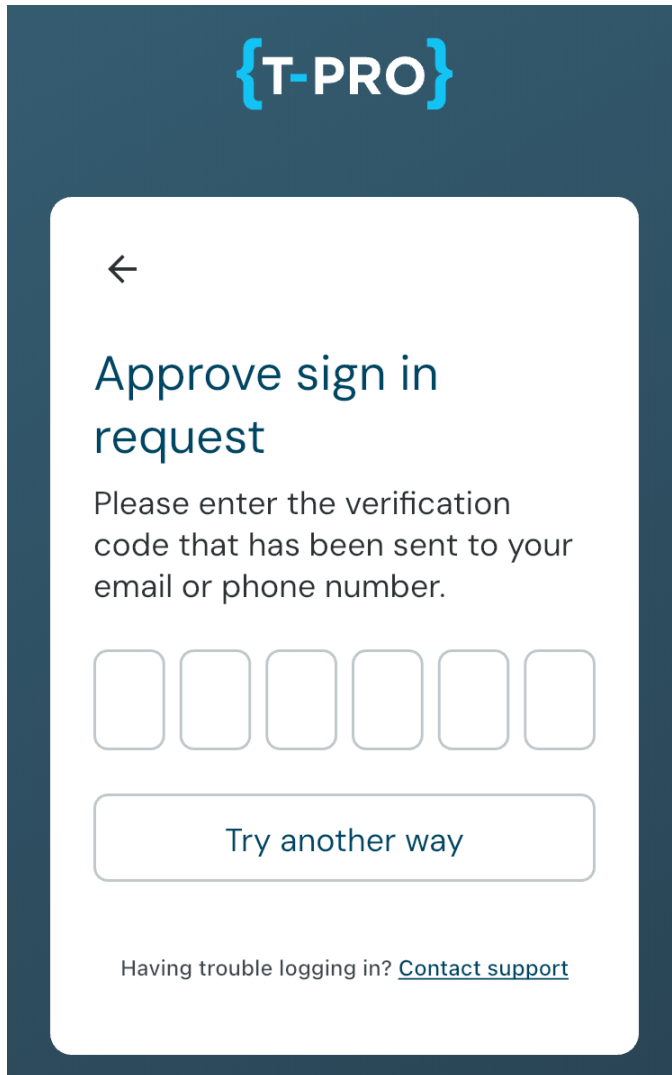 {T-PRO}
Approve sign in
request
Please enter the verification
code that has been sent to your
email or phone number.
Try another way
Having trouble logging in? Contact support